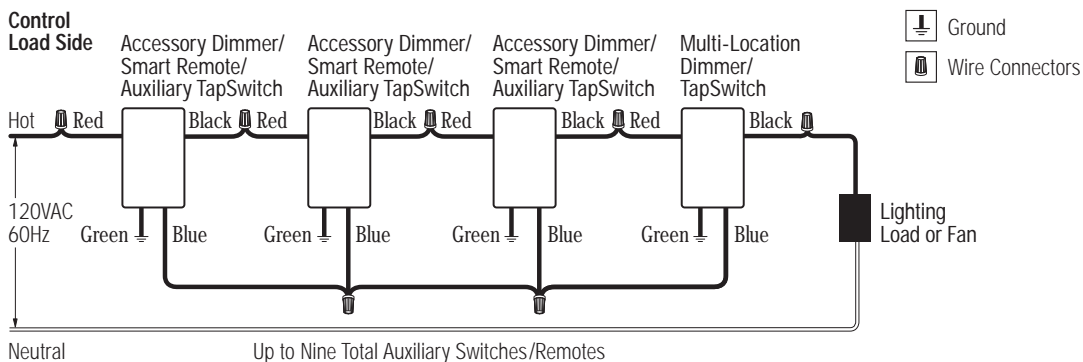 Control
Load Side
Accessory Dimmer/
Smart Remote/
Auxiliary TapSwitch
Accessory Dimmer/
Smart Remote/
Auxiliary TapSwitch
Accessory Dimmer/
Smart Remote/
Auxiliary TapSwitch
Multi-Location
Dimmer/
TapSwitch
Ground
Wire Connectors
Hot
Red
Black
Red
Black
Red
Black
Red
Black
120VAC
60Hz
Green
Blue
Green
Blue
Green
Blue
Green
Blue
Lighting
Load or Fan
Neutral
Up to Nine Total Auxiliary Switches/Remotes